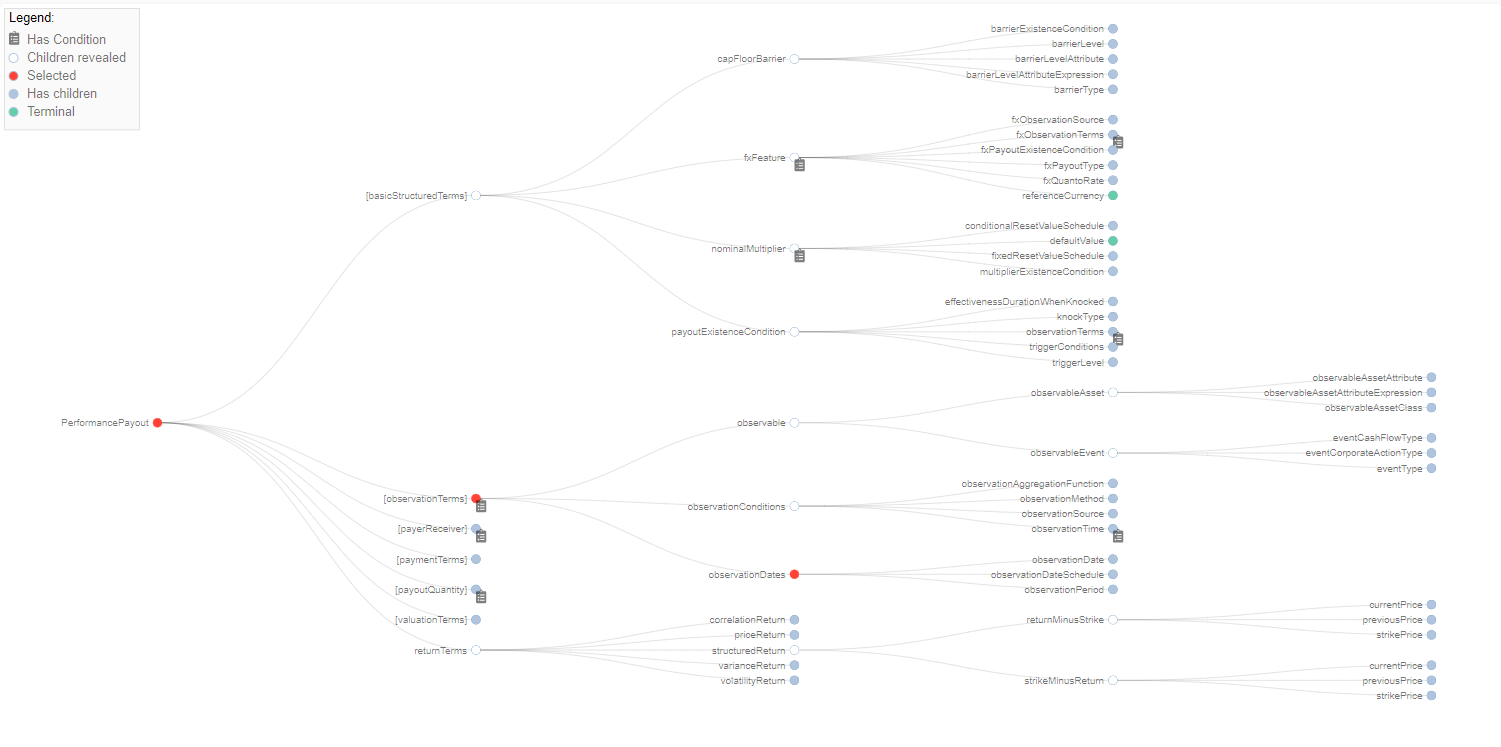 Legend:
Has Condition
Children revealed
Selected
Has children
Terminal
PerformancePayout
[basicStructuredTerms]
capFloorBarrier
barrierExistenceCondition
barrierLevel
barrierLevelAttribute
barrierLevelAttributeExpression
barrierType
fxFeature
fxObservationSource
fxObservationTerms
fxPayoutExistenceCondition
fxPayoutType
fxQuantoRate
referenceCurrency
nominalMultiplier
conditionalResetValueSchedule
defaultValue
fixedResetValueSchedule
multiplierExistenceCondition
payoutExistenceCondition
effectivenessDurationWhenKnocked
knockType
observationTerms
triggerConditions
triggerLevel
[observationTerms]
observable
observableAsset
observableAssetAttribute
observableAssetAttributeExpression
observableAssetClass
observableEvent
eventCashFlowType
eventCorporateActionType
eventType
observationConditions
observationAggregationFunction
observationMethod
observationSource
observationTime
observationDates
observationDate
observationDateSchedule
observationPeriod
[payerReceiver]
[paymentTerms]
[payoutQuantity]
[valuationTerms]
returnTerms
correlationReturn
priceReturn
structuredReturn
returnMinusStrike
currentPrice
previousPrice
strikePrice
strikeMinusReturn
currentPrice
previousPrice
strikePrice
varianceReturn
volatilityReturn